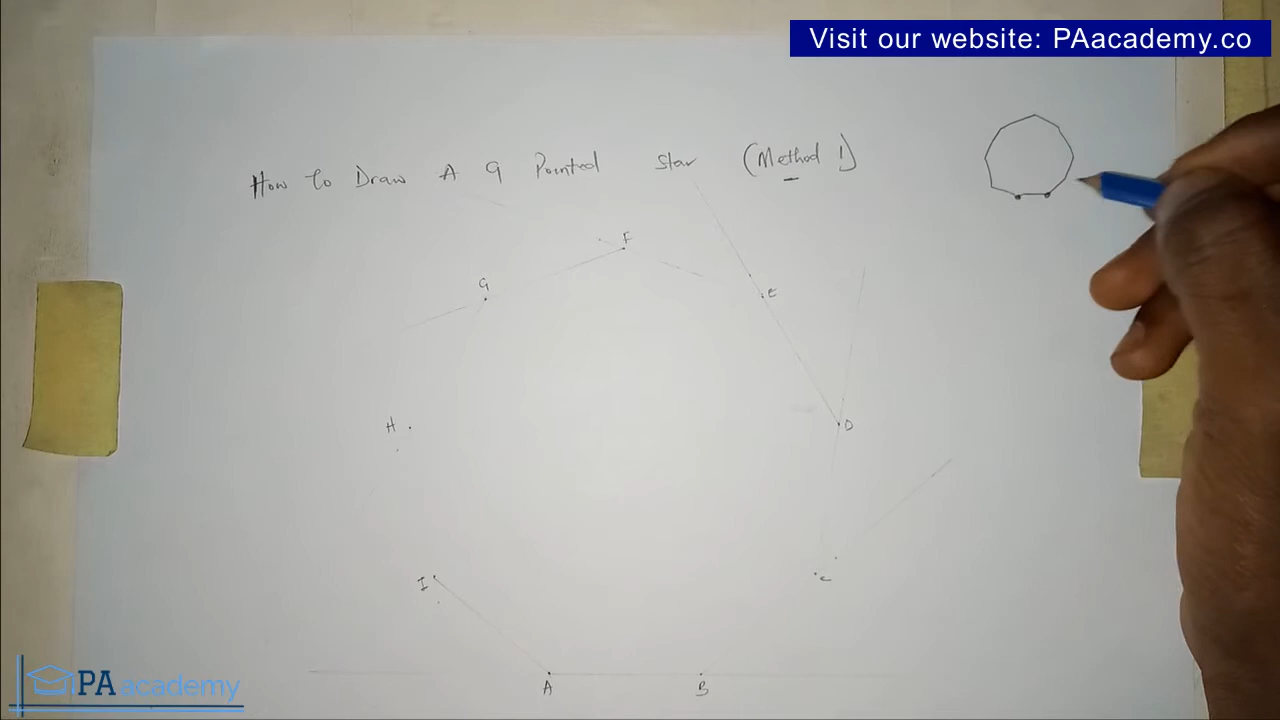 Visit our website: PAacademy.co
How to Draw A 9 Pointed Star (Method 1)
F
G
E
H
D
I
C
A
B
PA academy